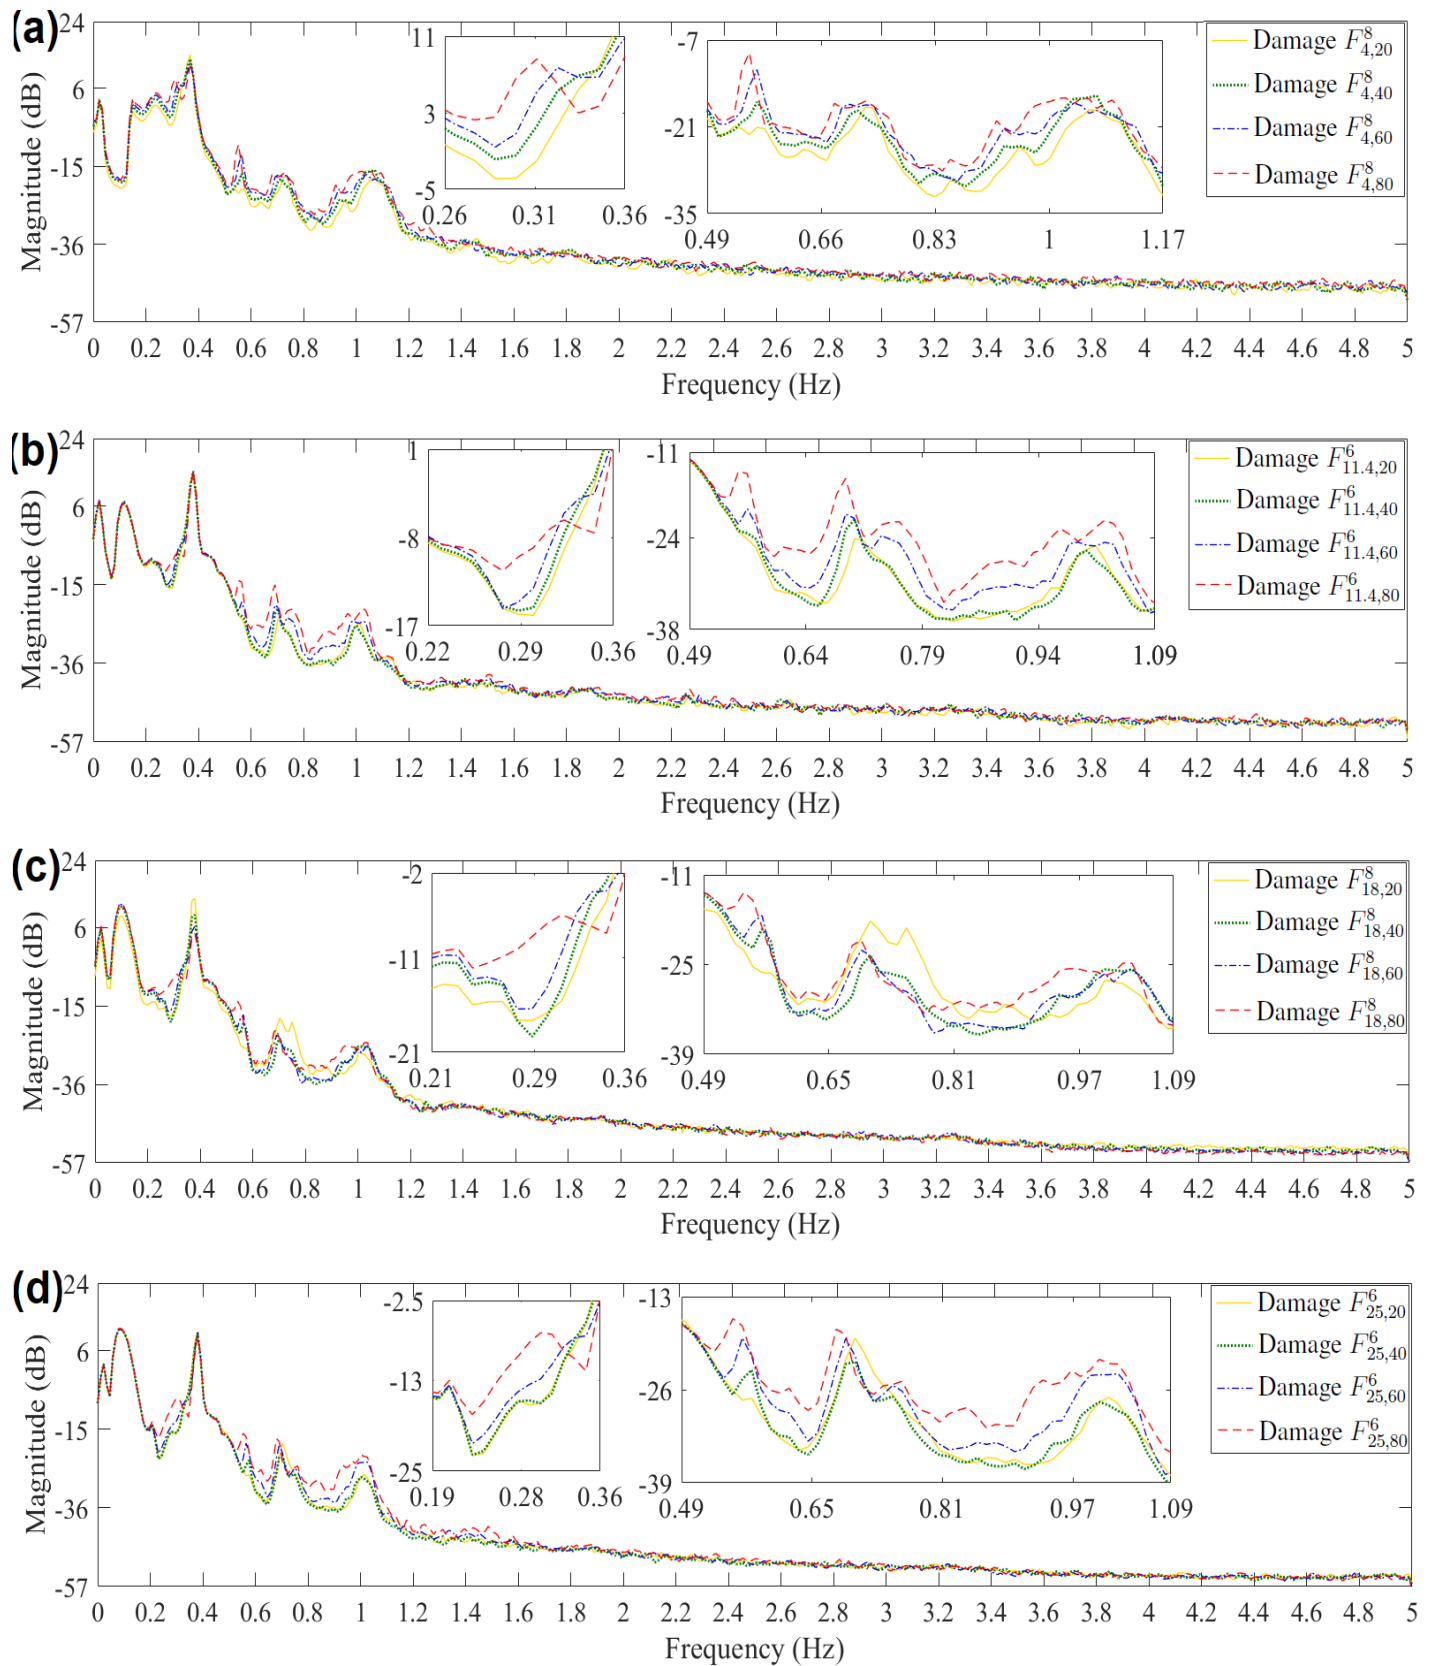 (a)
24
6
-15
-36
-57
Magnitude (dB)
11
3
-5
0.26 0.31 0.36
-7
-21
-35
0.49 0.66 0.83 1 1.17
Damage F^8_{4,20}
Damage F^8_{4,40}
Damage F^8_{4,60}
Damage F^8_{4,80}
0 0.2 0.4 0.6 0.8 1 1.2 1.4 1.6 1.8 2 2.2 2.4 2.6 2.8 3 3.2 3.4 3.6 3.8 4 4.2 4.4 4.6 4.8 5
Frequency (Hz)
(b)
24
6
-15
-36
-57
Magnitude (dB)
1
-8
-17
0.22 0.29 0.36
-11
-24
-38
0.49 0.64 0.79 0.94 1.09
Damage F^6_{11.4,20}
Damage F^6_{11.4,40}
Damage F^6_{11.4,60}
Damage F^6_{11.4,80}
0 0.2 0.4 0.6 0.8 1 1.2 1.4 1.6 1.8 2 2.2 2.4 2.6 2.8 3 3.2 3.4 3.6 3.8 4 4.2 4.4 4.6 4.8 5
Frequency (Hz)
(c)
24
6
-15
-36
-57
Magnitude (dB)
-2
-11
-21
0.21 0.29 0.36
-11
-25
-39
0.49 0.65 0.81 0.97 1.09
Damage F^8_{18,20}
Damage F^8_{18,40}
Damage F^8_{18,60}
Damage F^8_{18,80}
0 0.2 0.4 0.6 0.8 1 1.2 1.4 1.6 1.8 2 2.2 2.4 2.6 2.8 3 3.2 3.4 3.6 3.8 4 4.2 4.4 4.6 4.8 5
Frequency (Hz)
(d)
24
6
-15
-36
-57
Magnitude (dB)
-2.5
-13
-25
0.19 0.28 0.36
-13
-26
-39
0.49 0.65 0.81 0.97 1.09
Damage F^6_{25,20}
Damage F^6_{25,40}
Damage F^6_{25,60}
Damage F^6_{25,80}
0 0.2 0.4 0.6 0.8 1 1.2 1.4 1.6 1.8 2 2.2 2.4 2.6 2.8 3 3.2 3.4 3.6 3.8 4 4.2 4.4 4.6 4.8 5
Frequency (Hz)